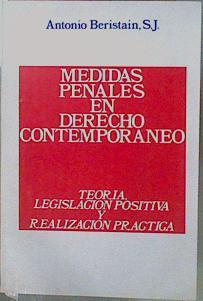 Antonio Beristain, S.J.
MEDIDAS
PENALES
EN
DERECHO
CONTEMPORANEO
TEORIA,
LEGISLACION POSITIVA
Y
REALIZACION PRACTICA